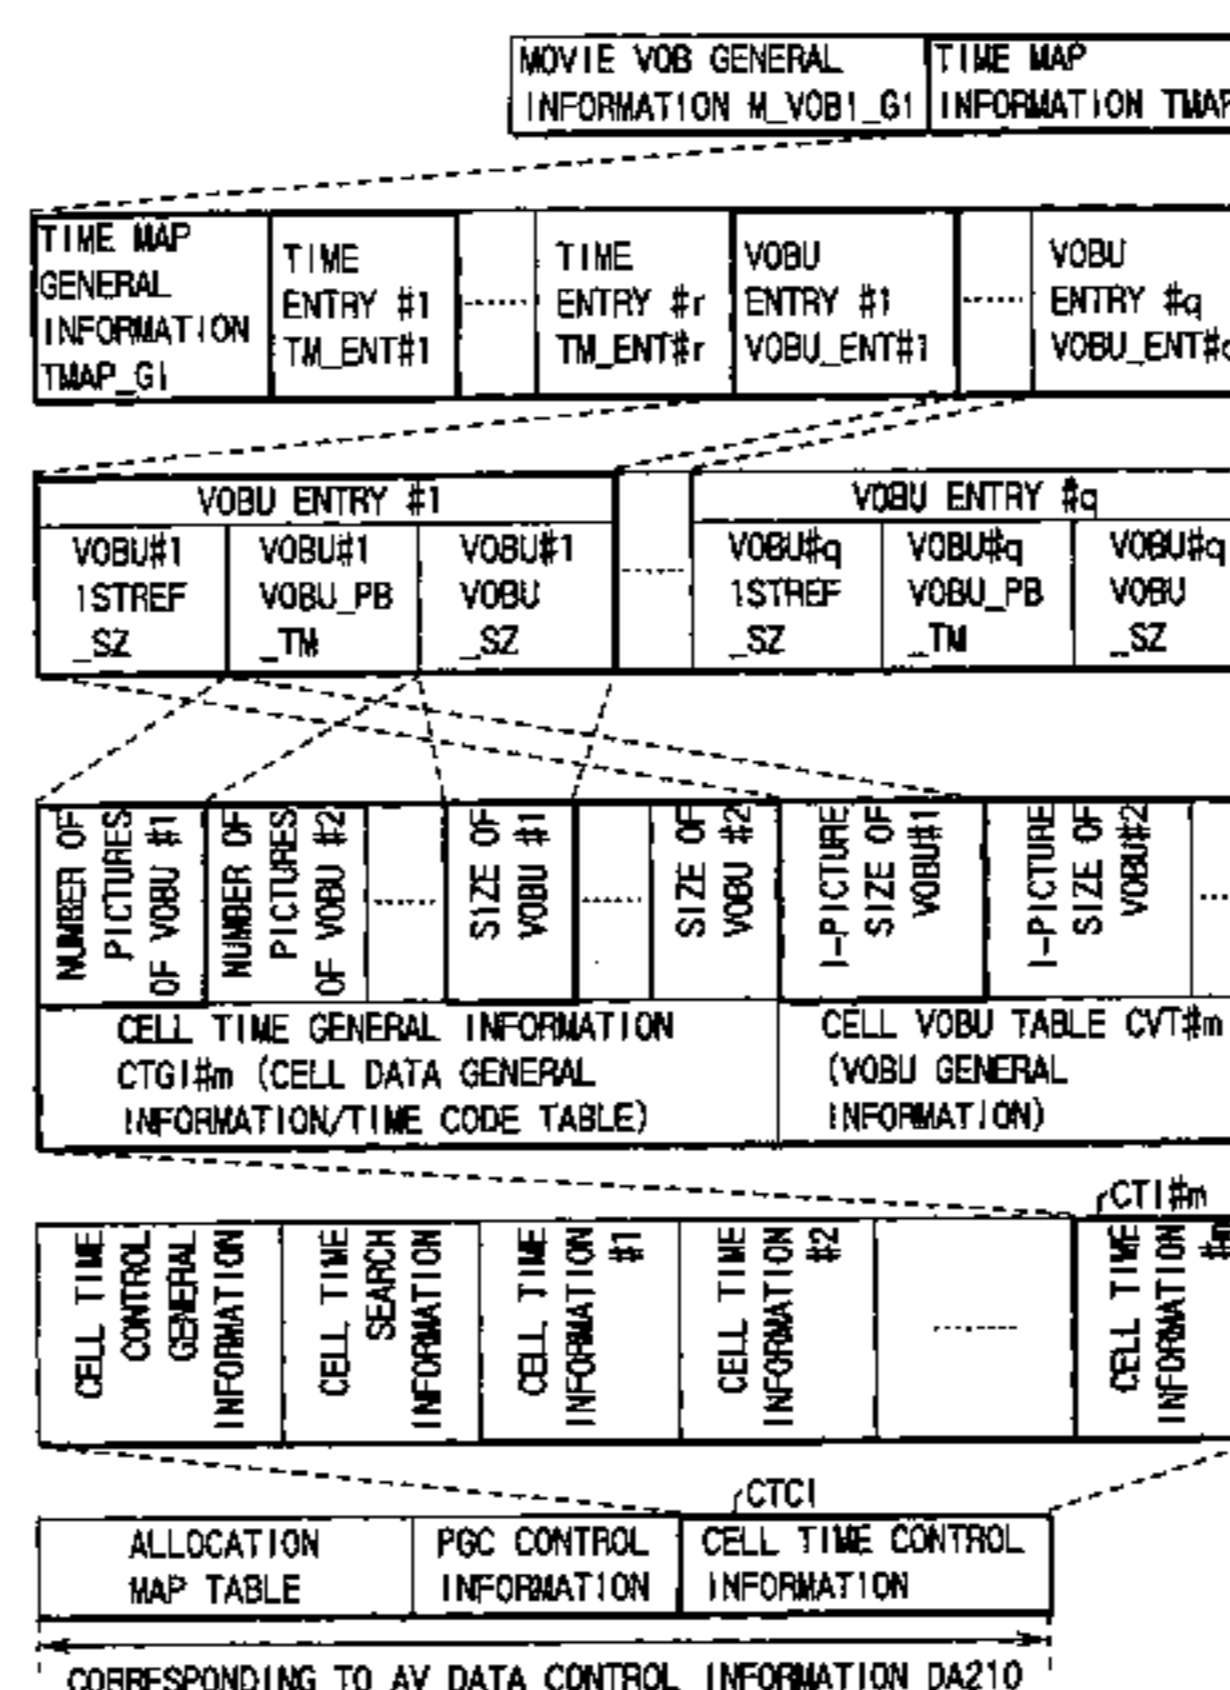 MOVIE VOB GENERAL
INFORMATION M_VOBI_GI
TIME MAP
INFORMATION TMAP
TIME MAP
GENERAL
INFORMATION
TMAP_GI
TIME
ENTRY #1
TM_ENT#1
........
TIME
ENTRY #r
TM_ENT#r
VOBU
ENTRY #1
VOBU_ENT#1
........
VOBU
ENTRY #q
VOBU_ENT#q
VOBU ENTRY #1
VOBU#1
1STREF
_SZ
VOBU#1
VOBU_PB
_TM
VOBU#1
VOBU
_SZ
........
VOBU ENTRY #q
VOBU#q
1STREF
_SZ
VOBU#q
VOBU_PB
_TM
VOBU#q
VOBU
_SZ
NUMBER OF
PICTURES
OF VOBU #1
NUMBER OF
PICTURES
OF VOBU #2
........
SIZE OF
VOBU #1
........
SIZE OF
VOBU #2
I-PICTURE
SIZE OF
VOBU#1
I-PICTURE
SIZE OF
VOBU#2
....
CELL TIME GENERAL INFORMATION
CTGI#m (CELL DATA GENERAL
INFORMATION/TIME CODE TABLE)
CELL VOBU TABLE CVT#m
(VOBU GENERAL
INFORMATION)
CTI#m
CELL TIME
CONTROL
GENERAL
INFORMATION
CELL TIME
SEARCH
INFORMATION
CELL TIME
INFORMATION
#1
CELL TIME
INFORMATION
#2
..........
CELL TIME
INFORMATION
#m
CTCI
ALLOCATION
MAP TABLE
PGC CONTROL
INFORMATION
CELL TIME CONTROL
INFORMATION
CORRESPONDING TO AV DATA CONTROL INFORMATION DA210